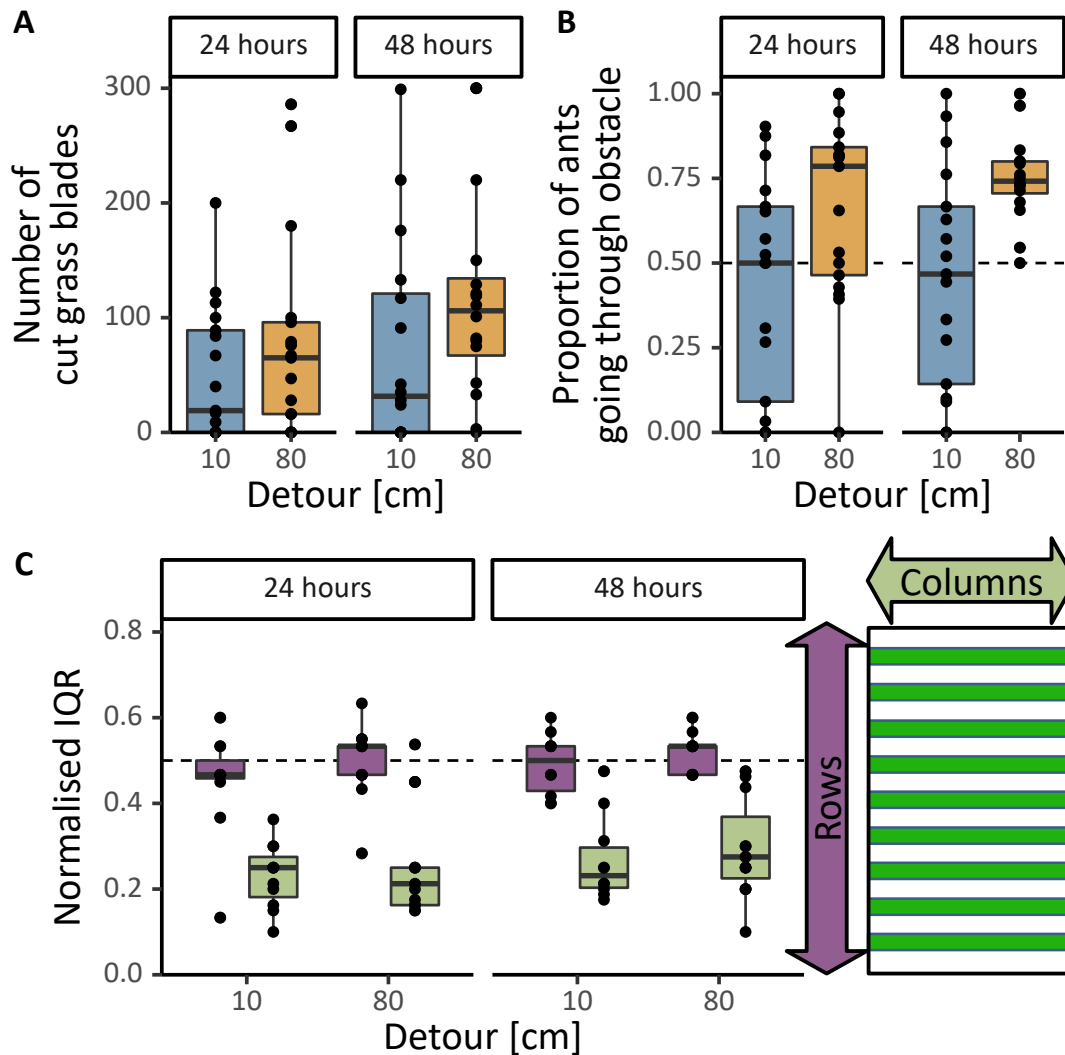 A
24 hours
48 hours
Number of
cut grass blades
300
200
100
0
10
80
10
80
Detour [cm]
B
24 hours
48 hours
Proportion of ants
going through obstacle
1.00
0.75
0.50
0.25
0.00
10
80
10
80
Detour [cm]
C
24 hours
48 hours
Normalised IQR
0.8
0.6
0.4
0.2
0.0
10
80
10
80
Detour [cm]
Columns
Rows